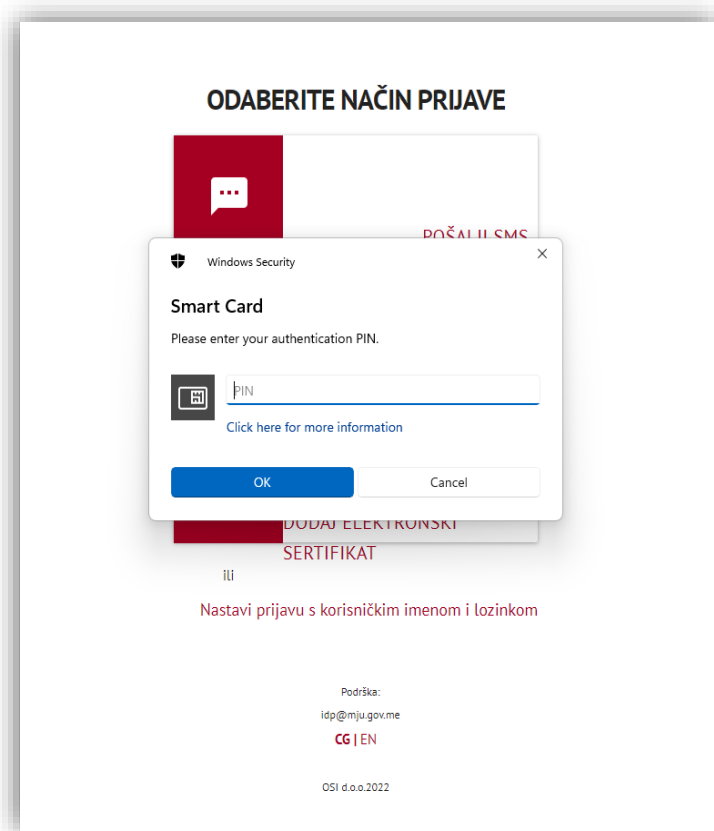 ODABERITE NAČIN PRIJAVE
POŠALJI SMS
Windows Security
Smart Card
Please enter your authentication PIN.
PIN
Click here for more information
OK
Cancel
DODAJ ELEKTRONSKI
SERTIFIKAT
ili
Nastavi prijavu s korisničkim imenom i lozinkom
Podrška:
idp@mju.gov.me
CG | EN
OSI d.o.o.2022